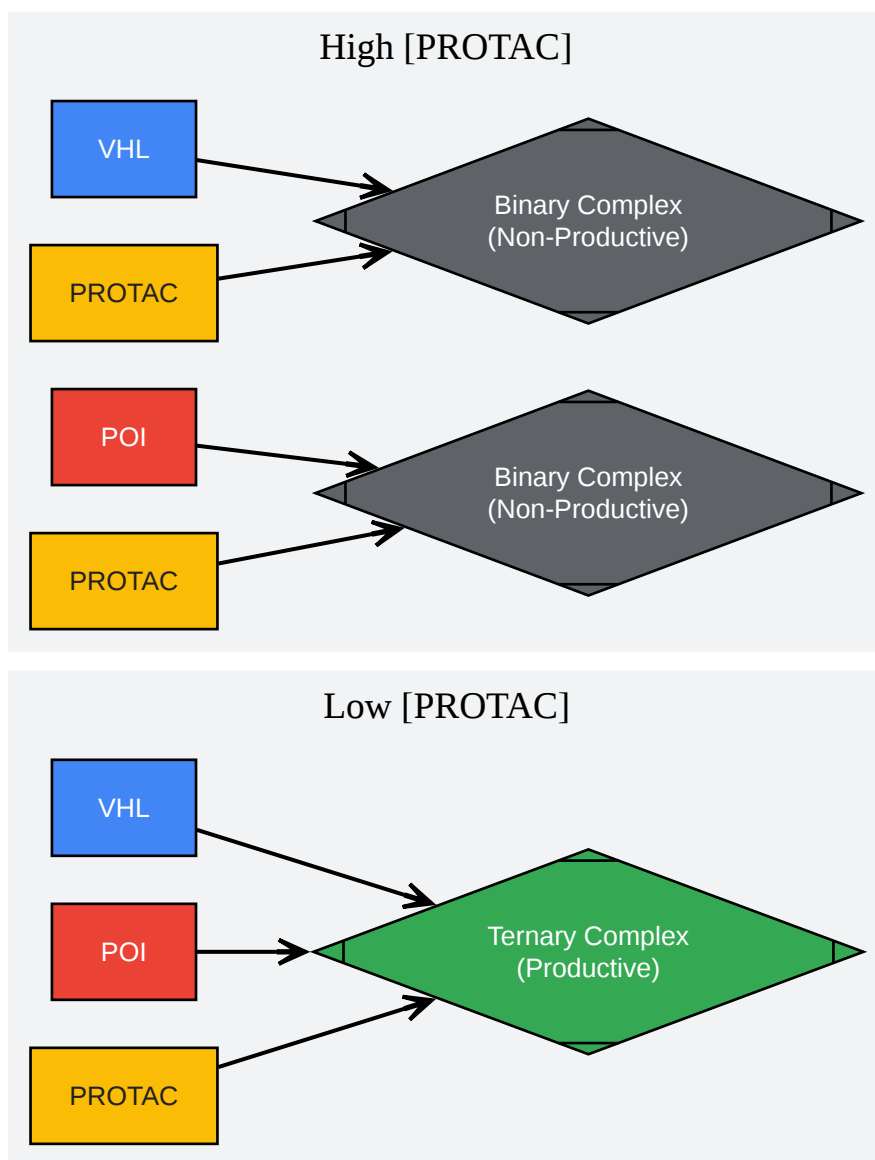 High [PROTAC]
VHL
PROTAC
Binary Complex
(Non-Productive)
POI
PROTAC
Binary Complex
(Non-Productive)
Low [PROTAC]
VHL
POI
PROTAC
Ternary Complex
(Productive)